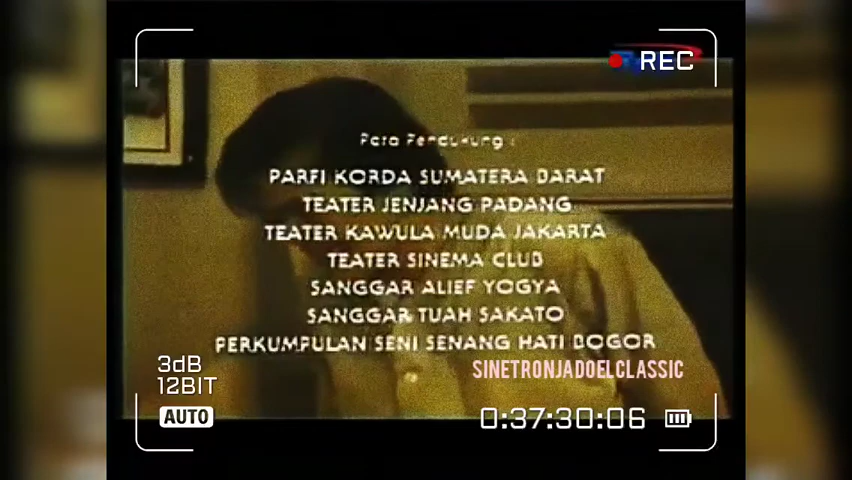 REC
Para Pendukung :
PARFI KORDA SUMATERA BARAT
TEATER JENJANG PADANG
TEATER KAWULA MUDA JAKARTA
TEATER SINEMA CLUB
SANGGAR ALIEF YOGYA
SANGGAR TUAH SAKATO
PERKUMPULAN SENI SENANG HATI BOGOR
3dB
12BIT
SINETRONJADOELCLASSIC
AUTO
0:37:30:06